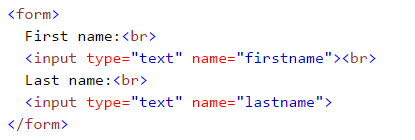 <form>
  First name:<br>
  <input type="text" name="firstname"><br>
  Last name:<br>
  <input type="text" name="lastname">
</form>